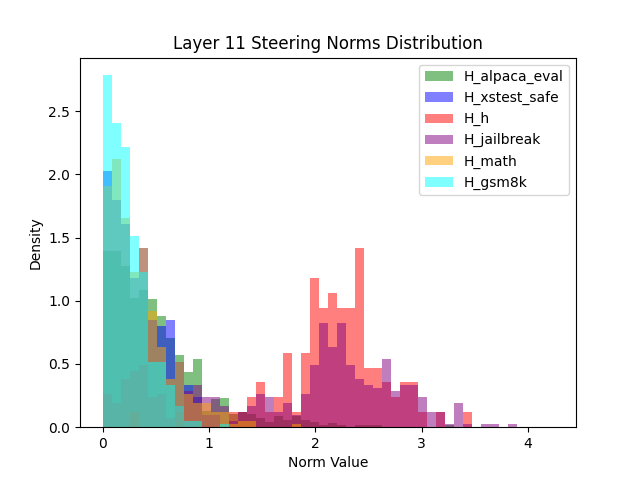 Layer 11 Steering Norms Distribution
H_alpaca_eval
H_xstest_safe
H_h
H_jailbreak
H_math
H_gsm8k
2.5
2.0
1.5
1.0
0.5
0.0
Density
0 1 2 3 4
Norm Value